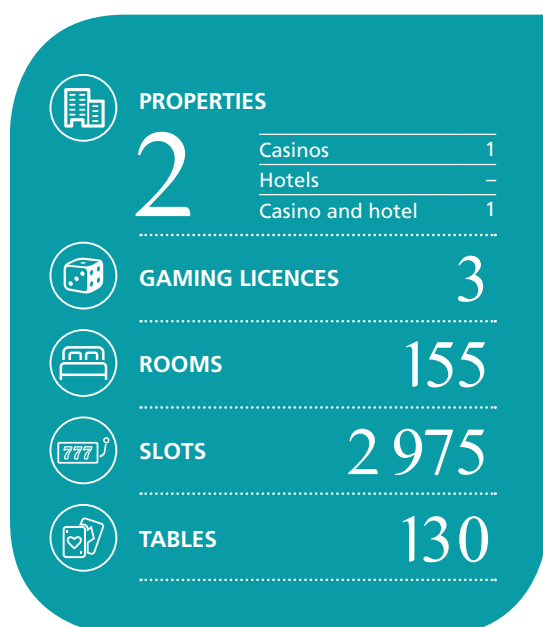 PROPERTIES
2
Casinos 1
Hotels –
Casino and hotel 1
GAMING LICENCES 3
ROOMS 155
777
SLOTS 2 975
TABLES 130